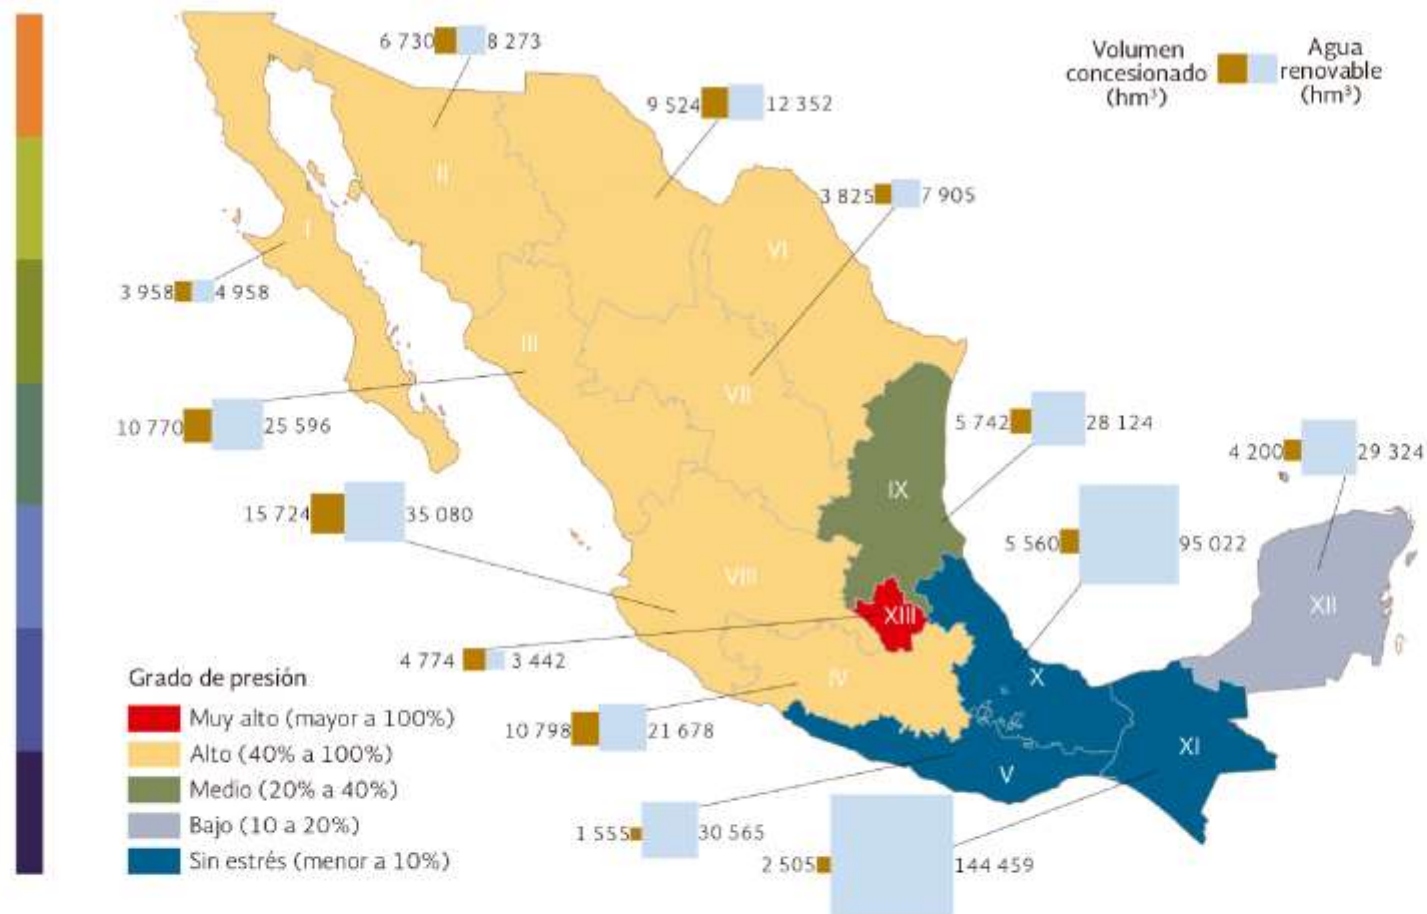 6 730 8 273
Volumen concesionado (hm³)
Agua renovable (hm³)
9 524 12 352
3 825 7 905
II
VI
I
3 958 4 958
III
VII
10 770 25 596
5 742 28 124
4 200 29 324
IX
15 724 35 080
5 560 95 022
VIII
XIII
XII
4 774 3 442
X
IV
10 798 21 678
XI
V
1 555 30 565
2 505 144 459
Grado de presión
Muy alto (mayor a 100%)
Alto (40% a 100%)
Medio (20% a 40%)
Bajo (10 a 20%)
Sin estrés (menor a 10%)